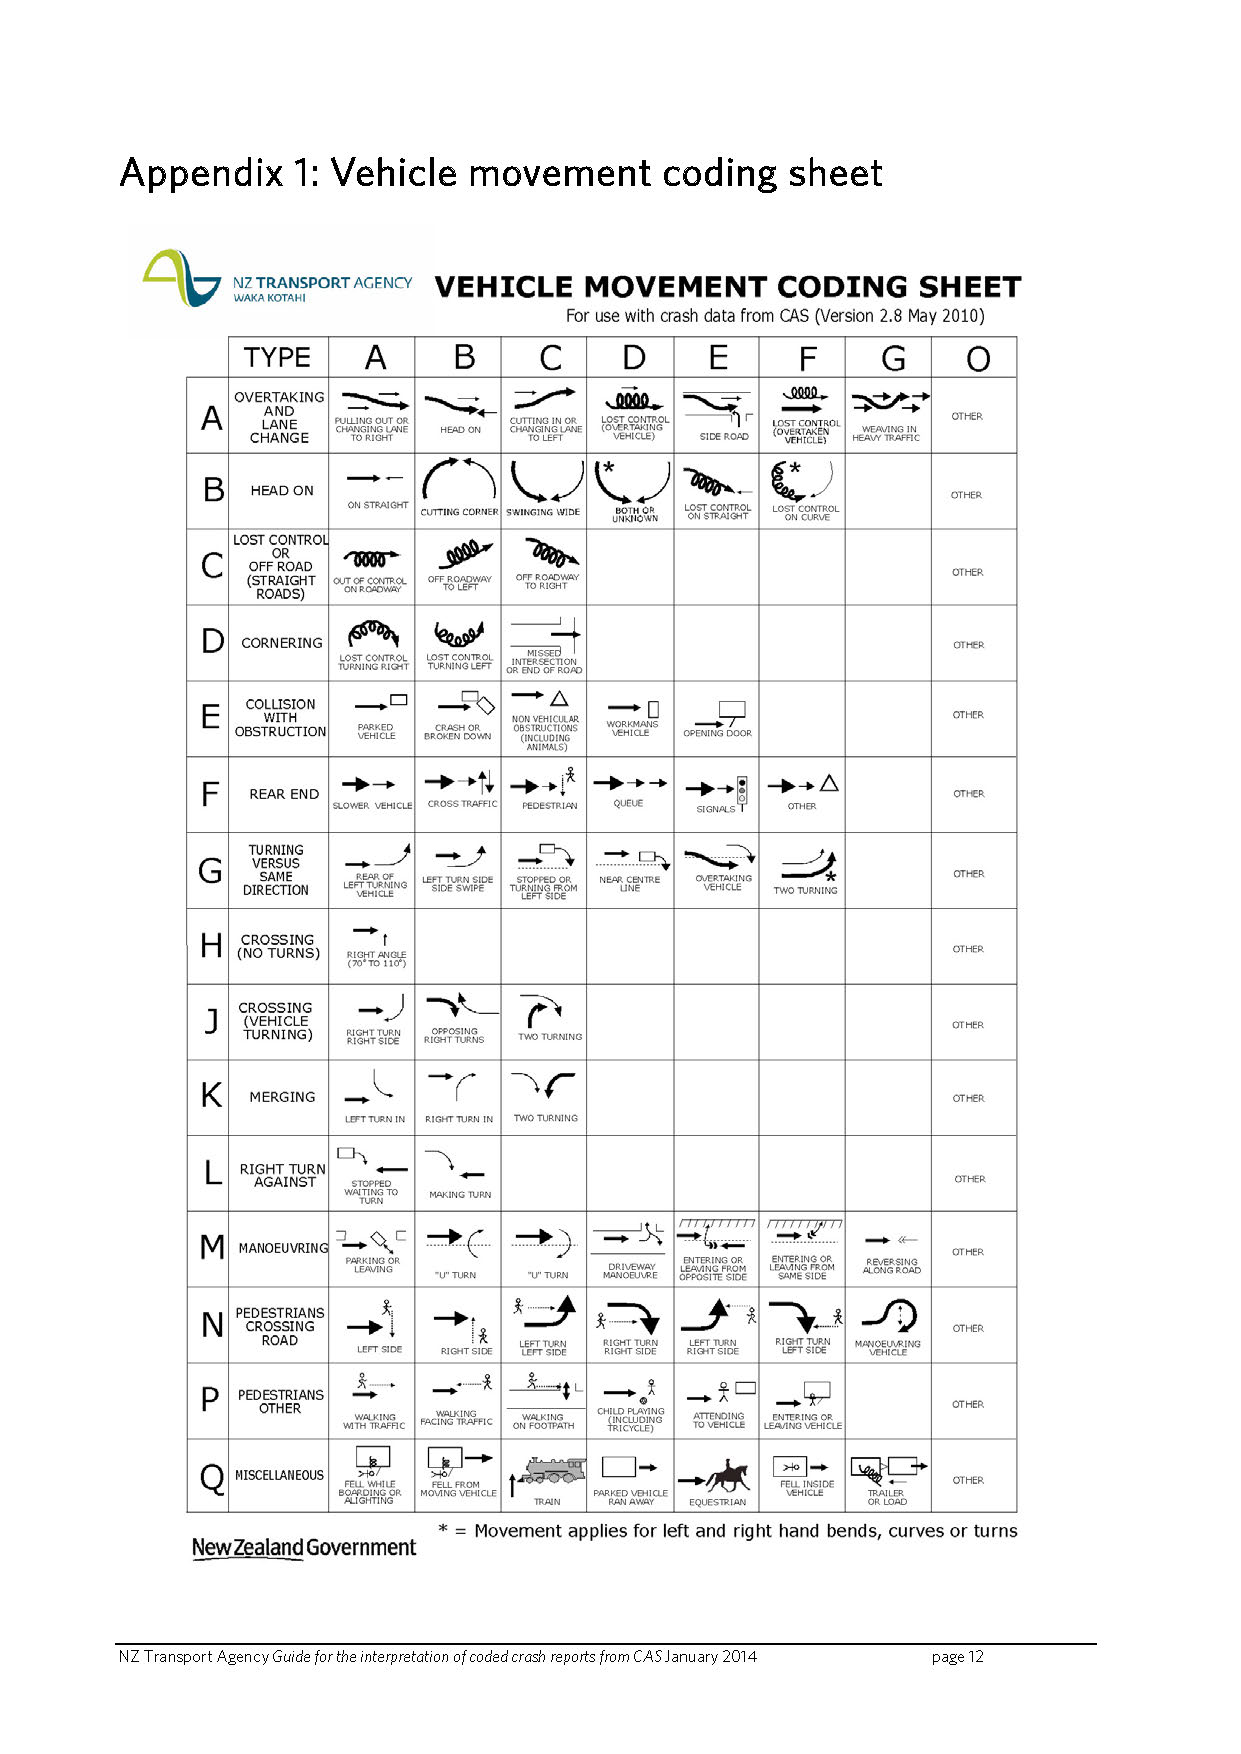 Appendix 1: Vehicle movement coding sheet
NZ TRANSPORT AGENCY
WAKA KOTAHI
VEHICLE MOVEMENT CODING SHEET
For use with crash data from CAS (Version 2.8 May 2010)
TYPE A B C D E F G O
A
OVERTAKING
AND
LANE
CHANGE
PULLING OUT OR
CHANGING LANE
TO RIGHT
HEAD ON
CUTTING IN OR
CHANGING LANE
TO LEFT
LOST CONTROL
(OVERTAKING
VEHICLE)
SIDE ROAD
LOST CONTROL
(OVERTAKEN
VEHICLE)
WEAVING IN
HEAVY TRAFFIC
OTHER
B
HEAD ON
ON STRAIGHT
CUTTING CORNER
SWINGING WIDE
*
BOTH OR
UNKNOWN
LOST CONTROL
ON STRAIGHT
*
LOST CONTROL
ON CURVE
OTHER
C
LOST CONTROL
OR
OFF ROAD
(STRAIGHT
ROADS)
OUT OF CONTROL
ON ROADWAY
OFF ROADWAY
TO LEFT
OFF ROADWAY
TO RIGHT
OTHER
D
CORNERING
LOST CONTROL
TURNING RIGHT
LOST CONTROL
TURNING LEFT
MISSED
INTERSECTION
OR END OF ROAD
OTHER
E
COLLISION
WITH
OBSTRUCTION
PARKED
VEHICLE
CRASH OR
BROKEN DOWN
NON VEHICULAR
OBSTRUCTIONS
(INCLUDING
ANIMALS)
WORKMANS
VEHICLE
OPENING DOOR
OTHER
F
REAR END
SLOWER VEHICLE
CROSS TRAFFIC
PEDESTRIAN
QUEUE
SIGNALS
OTHER
OTHER
G
TURNING
VERSUS
SAME
DIRECTION
REAR OF
LEFT TURNING
VEHICLE
LEFT TURN SIDE
SIDE SWIPE
STOPPED OR
TURNING FROM
LEFT SIDE
NEAR CENTRE
LINE
OVERTAKING
VEHICLE
*
TWO TURNING
OTHER
H
CROSSING
(NO TURNS)
RIGHT ANGLE
(70° TO 110°)
OTHER
J
CROSSING
(VEHICLE
TURNING)
RIGHT TURN
RIGHT SIDE
OPPOSING
RIGHT TURNS
TWO TURNING
OTHER
K
MERGING
LEFT TURN IN
RIGHT TURN IN
TWO TURNING
OTHER
L
RIGHT TURN
AGAINST
STOPPED
WAITING TO
TURN
MAKING TURN
OTHER
M
MANOEUVRING
PARKING OR
LEAVING
"U" TURN
"U" TURN
DRIVEWAY
MANOEUVRE
ENTERING OR
LEAVING FROM
OPPOSITE SIDE
ENTERING OR
LEAVING FROM
SAME SIDE
REVERSING
ALONG ROAD
OTHER
N
PEDESTRIANS
CROSSING
ROAD
LEFT SIDE
RIGHT SIDE
LEFT TURN
LEFT SIDE
RIGHT TURN
RIGHT SIDE
LEFT TURN
RIGHT SIDE
RIGHT TURN
LEFT SIDE
MANOEUVRING
VEHICLE
OTHER
P
PEDESTRIANS
OTHER
WALKING
WITH TRAFFIC
WALKING
FACING TRAFFIC
WALKING
ON FOOTPATH
CHILD PLAYING
(INCLUDING
TRICYCLE)
ATTENDING
TO VEHICLE
ENTERING OR
LEAVING VEHICLE
OTHER
Q
MISCELLANEOUS
FELL WHILE
BOARDING OR
ALIGHTING
FELL FROM
MOVING VEHICLE
TRAIN
PARKED VEHICLE
RAN AWAY
EQUESTRIAN
FELL INSIDE
VEHICLE
TRAILER
OR LOAD
OTHER
* = Movement applies for left and right hand bends, curves or turns
New Zealand Government
NZ Transport Agency Guide for the interpretation of coded crash reports from CAS January 2014 page 12